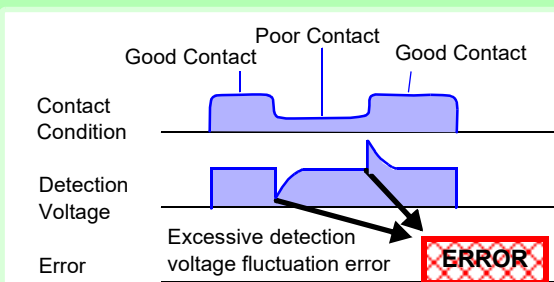 Poor Contact
Good Contact
Good Contact
Contact
Condition
Detection
Voltage
Excessive detection
voltage fluctuation error
Error
ERROR